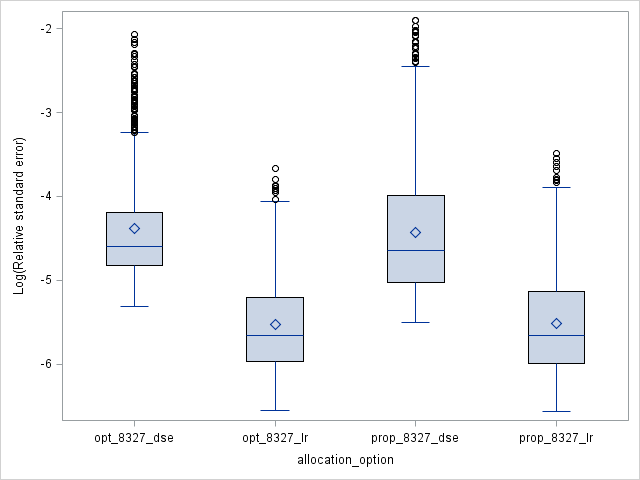 Log(Relative standard error)
-2
-3
-4
-5
-6
opt_8327_dse
opt_8327_lr
prop_8327_dse
prop_8327_lr
allocation_option